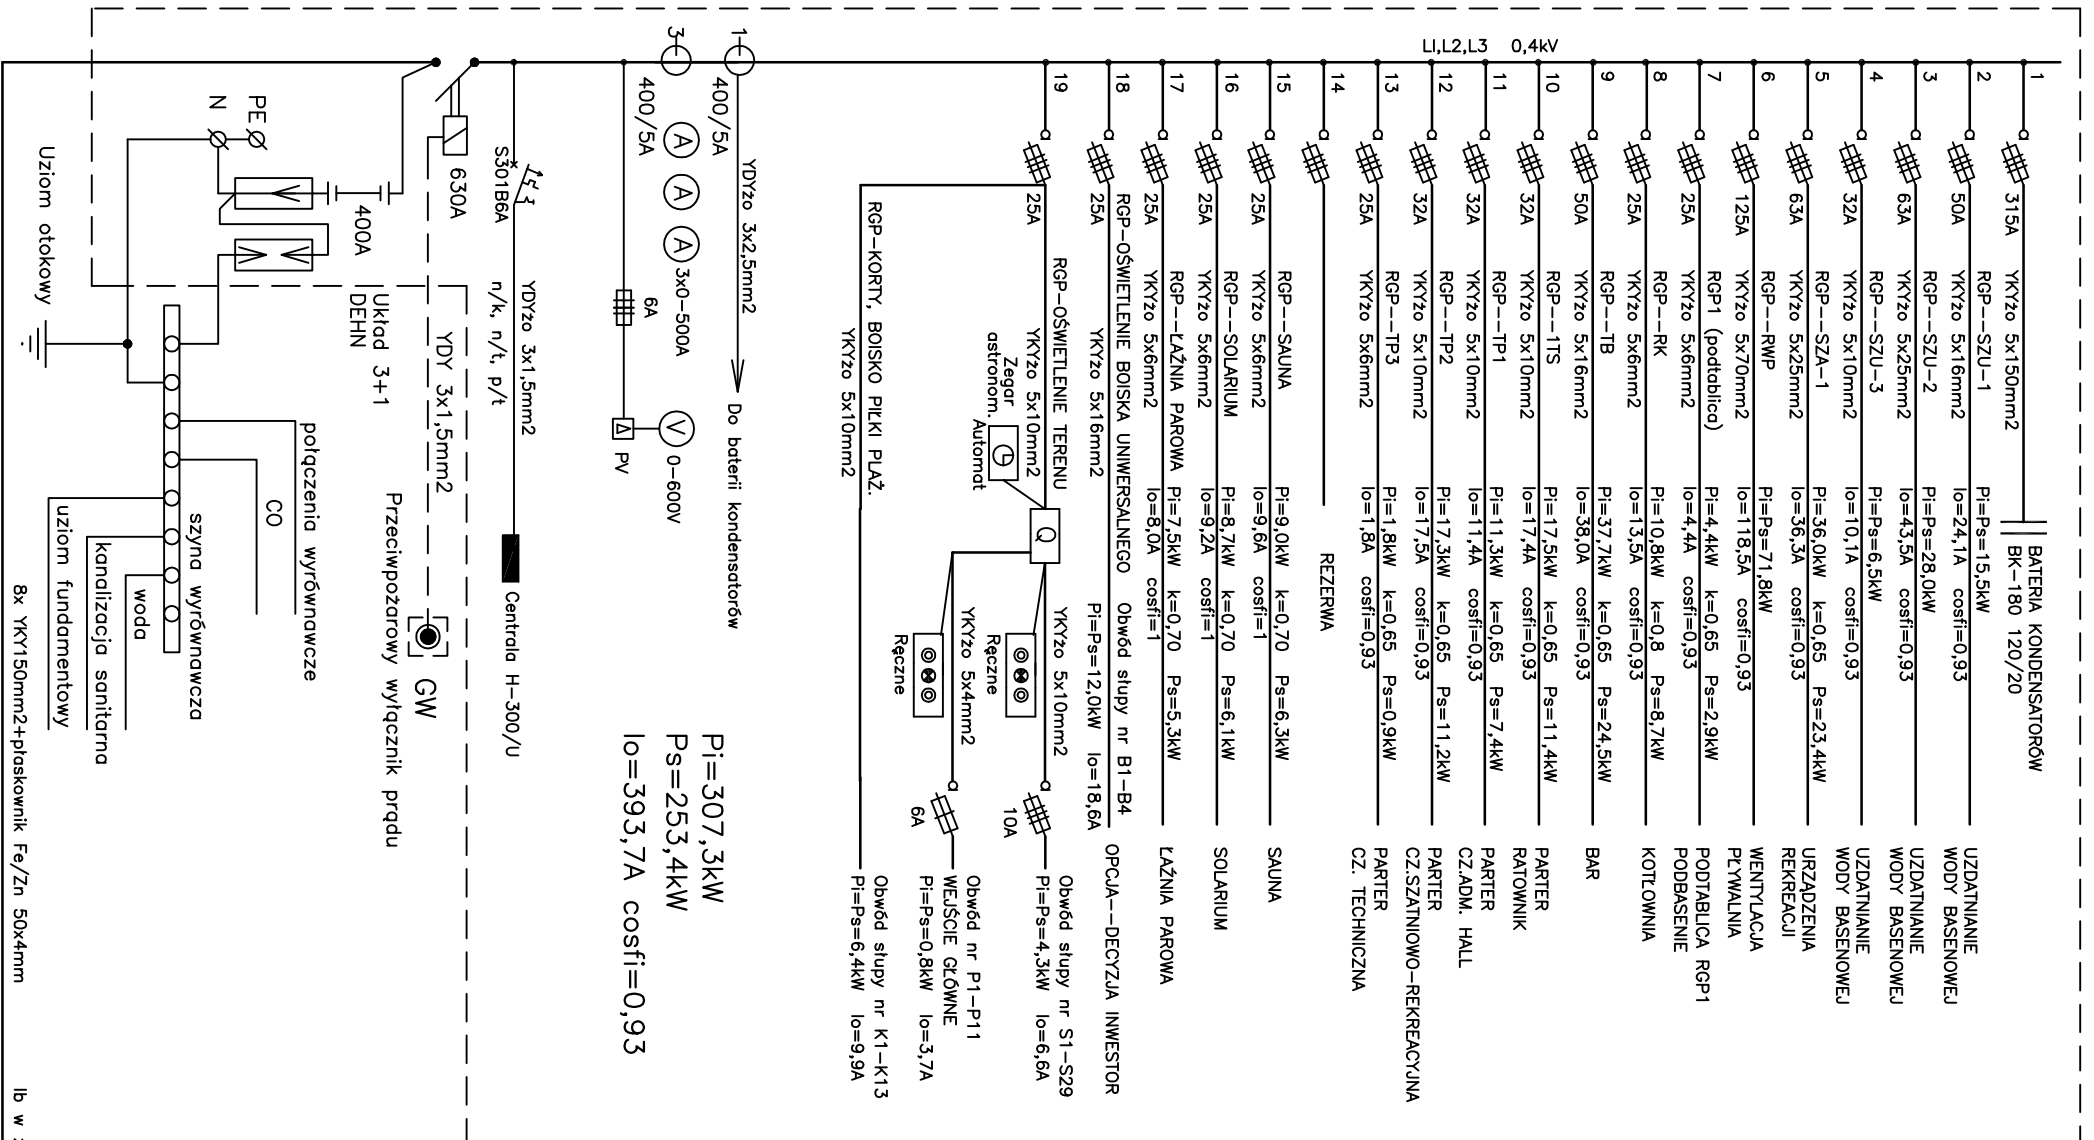 L1,L2,L3 0,4kV
1
315A
YKYżo 5x150mm2
BATERIA KONDENSATORÓW
BK-180 120/20
2
50A
RGP--SZU-1
YKYżo 5x16mm2
Pi=Ps=15,5kW
Io=24,1A cosfi=0,93
UZDATNIANIE
WODY BASENOWEJ
3
63A
RGP--SZU-2
YKYżo 5x25mm2
Pi=Ps=28,0kW
Io=43,5A cosfi=0,93
UZDATNIANIE
WODY BASENOWEJ
4
32A
RGP--SZU-3
YKYżo 5x10mm2
Pi=Ps=6,5kW
Io=10,1A cosfi=0,93
UZDATNIANIE
WODY BASENOWEJ
5
63A
RGP--SZA-1
YKYżo 5x25mm2
Pi=36,0kW k=0,65 Ps=23,4kW
Io=36,3A cosfi=0,93
URZĄDZENIA
REKREACJI
6
125A
RGP--RWP
YKYżo 5x70mm2
Pi=Ps=71,8kW
Io=118,5A cosfi=0,93
WENTYLACJA
PŁYWALNIA
7
25A
RGP1 (podtablica)
YKYżo 5x6mm2
Pi=4,4kW k=0,65 Ps=2,9kW
Io=4,4A cosfi=0,93
PODTABLICA RGP1
PODBASENIE
8
25A
RGP--RK
YKYżo 5x6mm2
Pi=10,8kW k=0,8 Ps=8,7kW
Io=13,5A cosfi=0,93
KOTŁOWNIA
9
50A
RGP--TB
YKYżo 5x16mm2
Pi=37,7kW k=0,65 Ps=24,5kW
Io=38,0A cosfi=0,93
BAR
10
32A
RGP--1TS
YKYżo 5x10mm2
Pi=17,5kW k=0,65 Ps=11,4kW
Io=17,4A cosfi=0,93
PARTER
RATOWNIK
11
32A
RGP--TP1
YKYżo 5x10mm2
Pi=11,3kW k=0,65 Ps=7,4kW
Io=11,4A cosfi=0,93
PARTER
CZ.ADM. HALL
12
32A
RGP--TP2
YKYżo 5x10mm2
Pi=17,3kW k=0,65 Ps=11,2kW
Io=17,5A cosfi=0,93
PARTER
CZ.SZATNIOWO-REKREACYJNA
13
25A
RGP--TP3
YKYżo 5x6mm2
Pi=1,8kW k=0,65 Ps=0,9kW
Io=1,8A cosfi=0,93
PARTER
CZ. TECHNICZNA
14
REZERWA
15
25A
RGP--SAUNA
YKYżo 5x6mm2
Pi=9,0kW k=0,70 Ps=6,3kW
Io=9,6A cosfi=1
SAUNA
16
25A
RGP--SOLARIUM
YKYżo 5x6mm2
Pi=8,7kW k=0,70 Ps=6,1kW
Io=9,2A cosfi=1
SOLARIUM
17
25A
RGP--ŁAŹNIA PAROWA
YKYżo 5x6mm2
Pi=7,5kW k=0,70 Ps=5,3kW
Io=8,0A cosfi=1
ŁAŹNIA PAROWA
18
25A
RGP-OŚWIETLENIE BOISKA UNIWERSALNEGO
YKYżo 5x16mm2
Obwód słupy nr B1-B4
Pi=Ps=12,0kW Io=18,6A
OPCJA--DECYZJA INWESTOR
19
25A
RGP-OŚWIETLENIE TERENU
YKYżo 5x10mm2
Zegar
astronom.
Automat
Q
YKYżo 5x10mm2
Ręczne
10A
Obwód słupy nr S1-S29
Pi=Ps=4,3kW Io=6,6A
YKYżo 5x4mm2
Ręczne
6A
Obwód nr P1-P11
WEJŚCIE GŁÓWNE
Pi=Ps=0,8kW Io=3,7A
RGP-KORTY, BOISKO PIŁKI PLAŻ.
YKYżo 5x10mm2
Obwód słupy nr K1-K13
Pi=Ps=6,4kW Io=9,9A
1
400/5A
YDYżo 3x2,5mm2
Do baterii kondensatorów
3
400/5A
A
A
A
3x0-500A
6A
V
0-600V
PV
Pi=307,3kW
Ps=253,4kW
Io=393,7A cosfi=0,93
S301B6A
YDYżo 3x1,5mm2
n/k, n/t, p/t
Centrala H-300/U
630A
YDY 3x1,5mm2
GW
Przeciwpożarowy wyłącznik prądu
400A
Układ 3+1
DEHN
PE
N
Uziom otokowy
połączenia wyrównawcze
CO
szyna wyrównawcza
woda
kanalizacja sanitarna
uziom fundamentowy
8x YKY150mm2+płaskownik Fe/Zn 50x4mm
Ib w